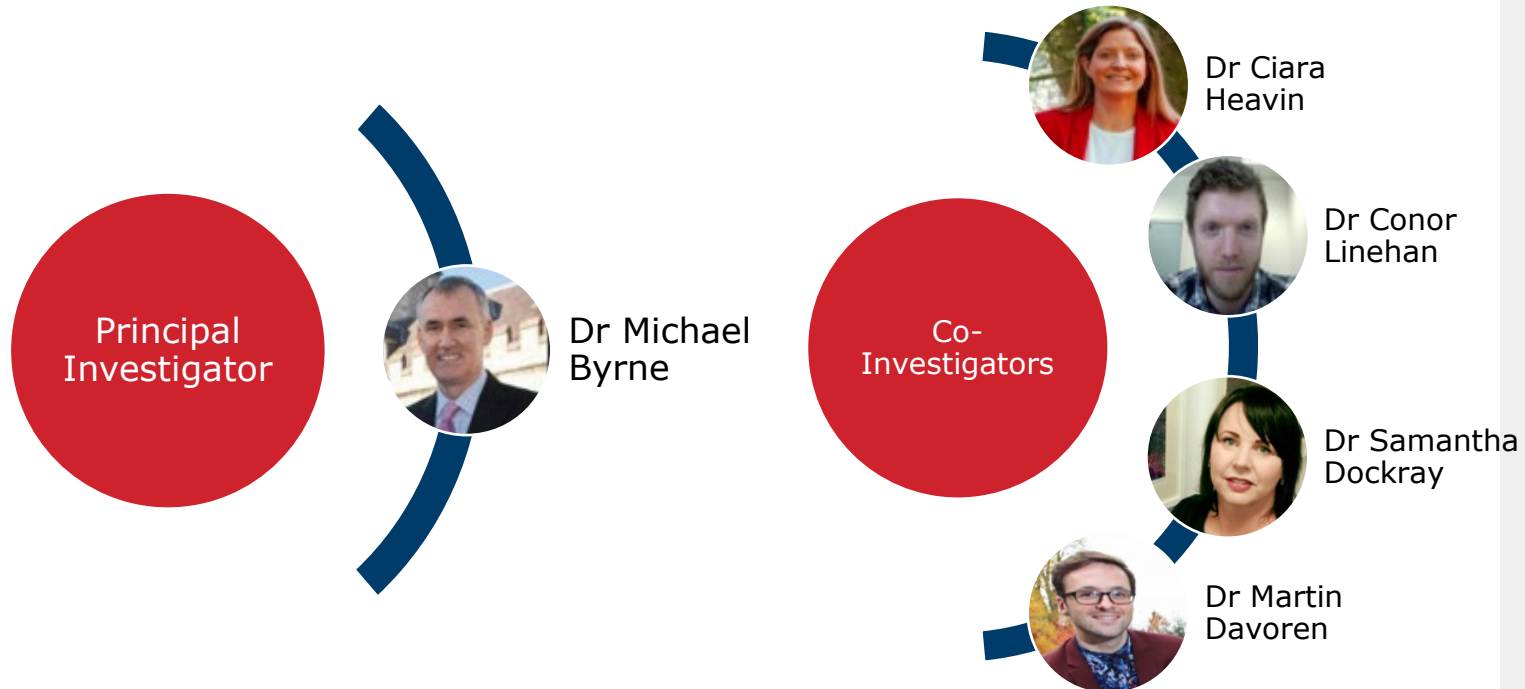 Principal
Investigator
Dr Michael
Byrne
Co-
Investigators
Dr Ciara
Heavin
Dr Conor
Linehan
Dr Samantha
Dockray
Dr Martin
Davoren